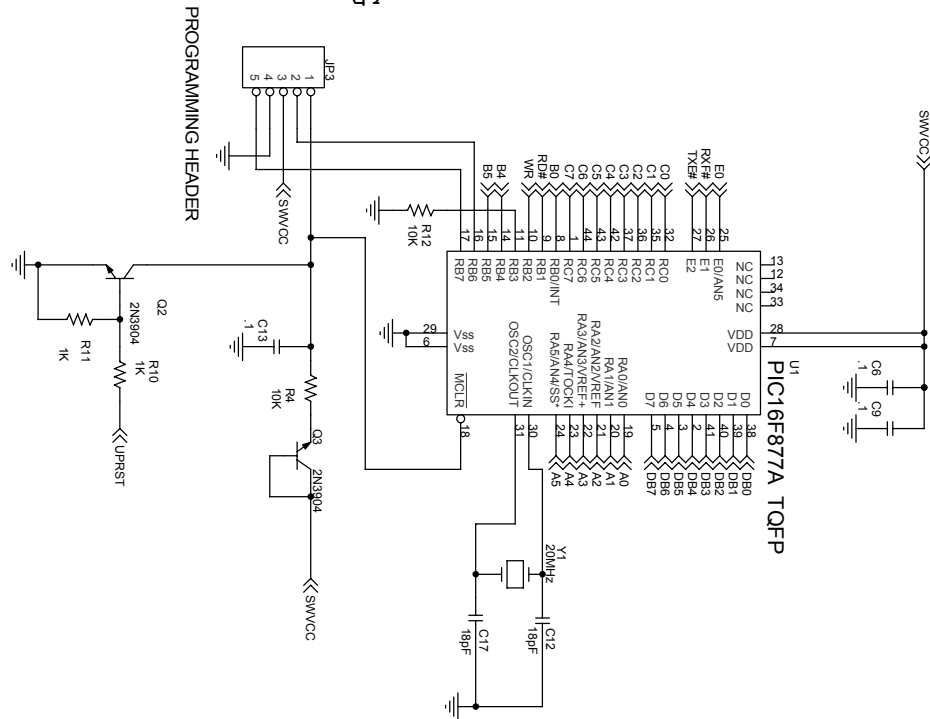 SWVCC
C6
.1
C9
.1
U1
PIC16F877A TQFP
13
12
34
33
28
7
NC
NC
NC
NC
VDD
VDD
E0
RXF#
TXE#
25
26
27
E0/AN5
E1
E2
C0
C1
C2
C3
C4
C5
C6
C7
32
35
36
37
42
43
44
1
RC0
RC1
RC2
RC3
RC4
RC5
RC6
RC7
B0
RD#
WR
8
9
10
11
RB0/INT
RB1
RB2
RB3
B4
B5
14
15
16
17
RB4
RB5
RB6
RB7
D0
D1
D2
D3
D4
D5
D6
D7
38
39
40
41
2
3
4
5
DB0
DB1
DB2
DB3
DB4
DB5
DB6
DB7
RA0/AN0
RA1/AN1
RA2/AN2/VREF
RA3/AN3/VREF+
RA4/TOCKI
RA5/AN4/SS*
19
20
21
22
23
24
A0
A1
A2
A3
A4
A5
OSC1/CLKIN
OSC2/CLKOUT
30
31
29
6
Vss
Vss
MCLR
18
R12
10K
Y1
20MHz
C12
18pF
C17
18pF
JP3
1
2
3
4
5
SWVCC
PROGRAMMING HEADER
C13
.1
R4
10K
Q3
2N3904
SWVCC
Q2
2N3904
R11
1K
R10
1K
UPRST